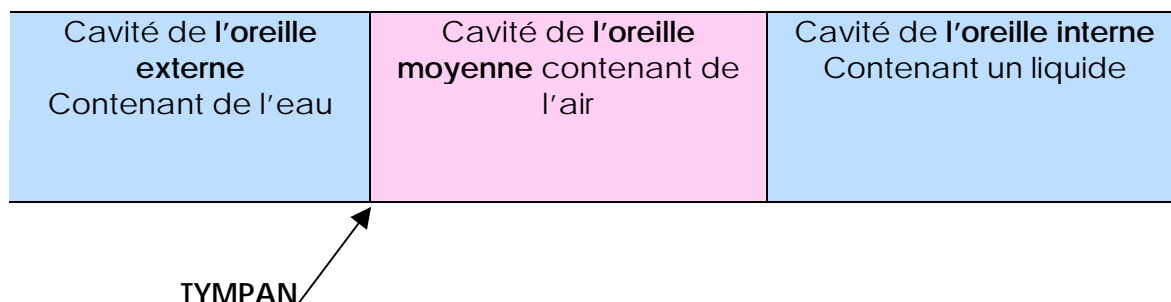 Cavité de l'oreille
externe
Contenant de l'eau
Cavité de l'oreille
moyenne contenant de
l'air
Cavité de l'oreille interne
Contenant un liquide
TYMPAN